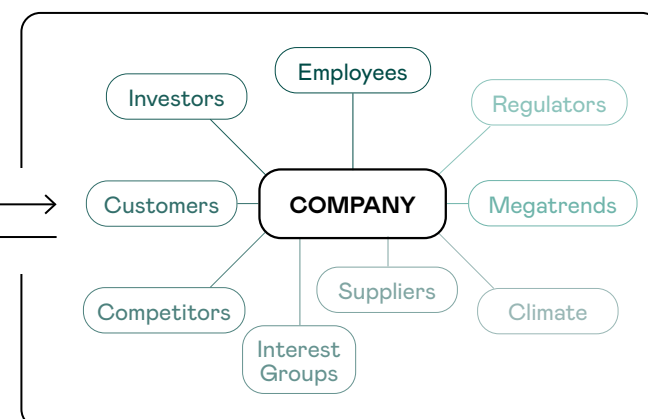 Employees
Investors
Regulators
Customers
COMPANY
Megatrends
Suppliers
Competitors
Climate
Interest
Groups